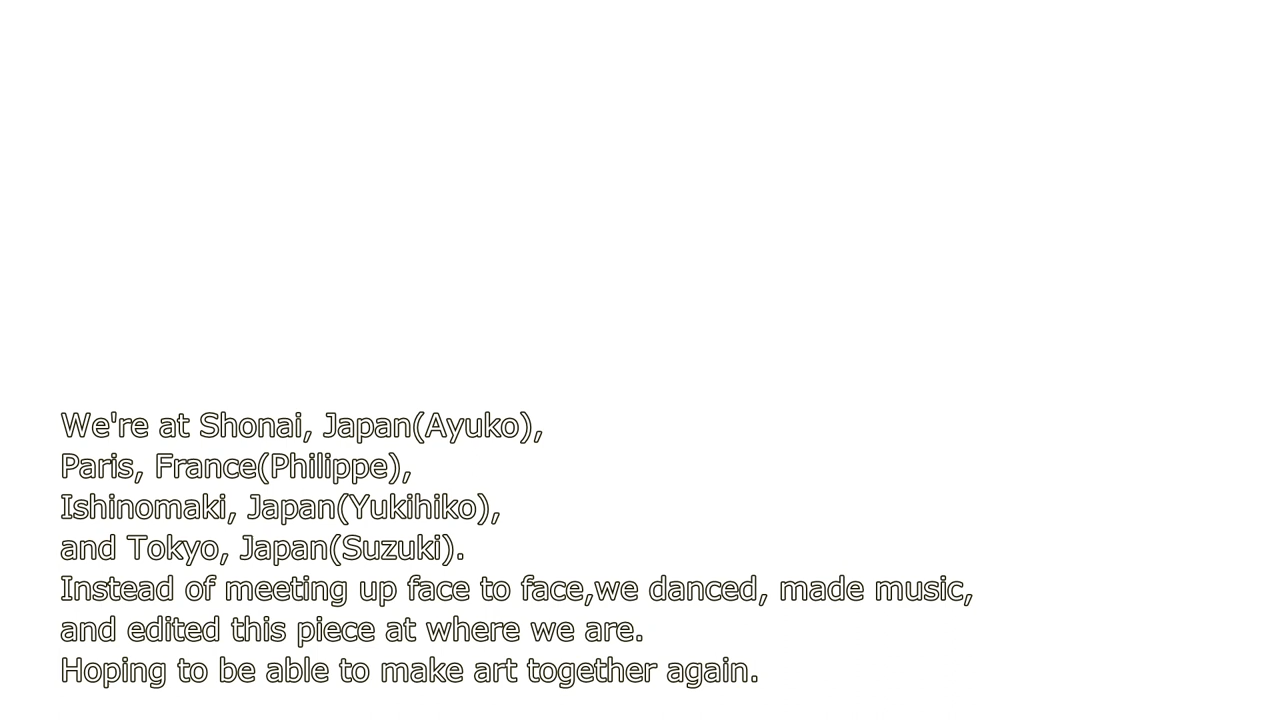 We're at Shonai, Japan(Ayuko),
Paris, France(Philippe),
Ishinomaki, Japan(Yukihiko),
and Tokyo, Japan(Suzuki).
Instead of meeting up face to face,we danced, made music,
and edited this piece at where we are.
Hoping to be able to make art together again.